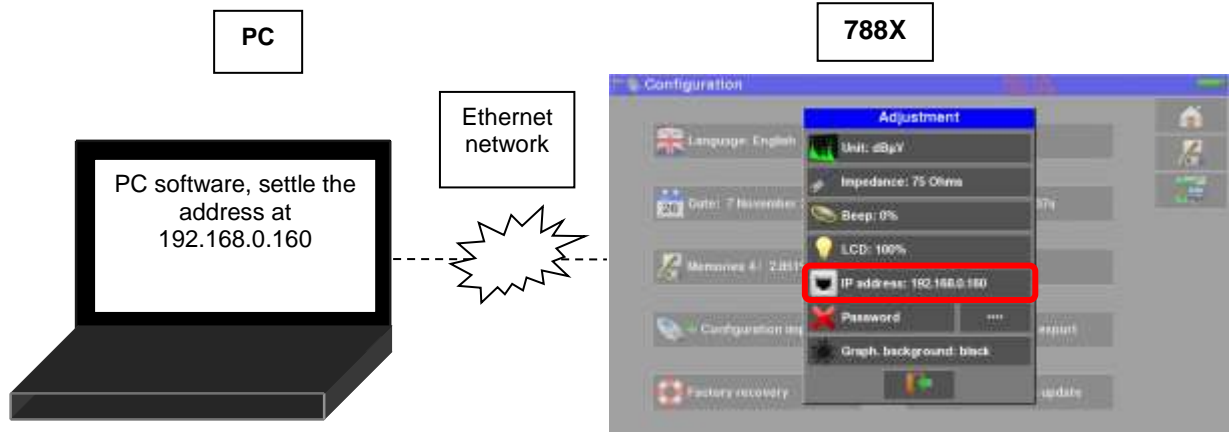 PC
788X
Ethernet
network
PC software, settle the
address at
192.168.0.160
Configuration
Adjustment
Language: English
Unit: dBµV
Impedance: 75 Ohms
Date: 7 November
Beep: 0%
LCD: 100%
Memories
IP address: 192.168.0.160
Password
****
Configuration
export
Graph. background: black
Factory recovery
update